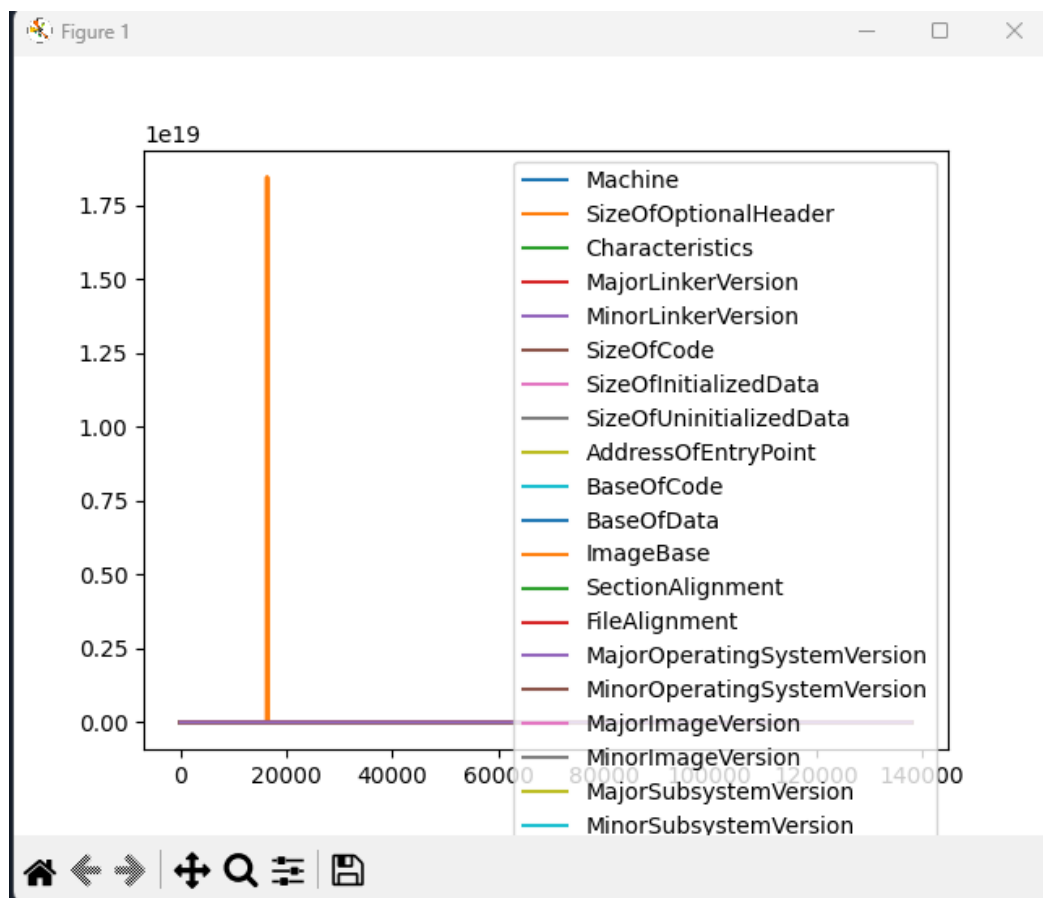 Figure 1
1e19
1.75
1.50
1.25
1.00
0.75
0.50
0.25
0.00
0 20000 40000 60000 80000 100000 120000 140000
Machine
SizeOfOptionalHeader
Characteristics
MajorLinkerVersion
MinorLinkerVersion
SizeOfCode
SizeOfInitializedData
SizeOfUninitializedData
AddressOfEntryPoint
BaseOfCode
BaseOfData
ImageBase
SectionAlignment
FileAlignment
MajorOperatingSystemVersion
MinorOperatingSystemVersion
MajorImageVersion
MinorImageVersion
MajorSubsystemVersion
MinorSubsystemVersion